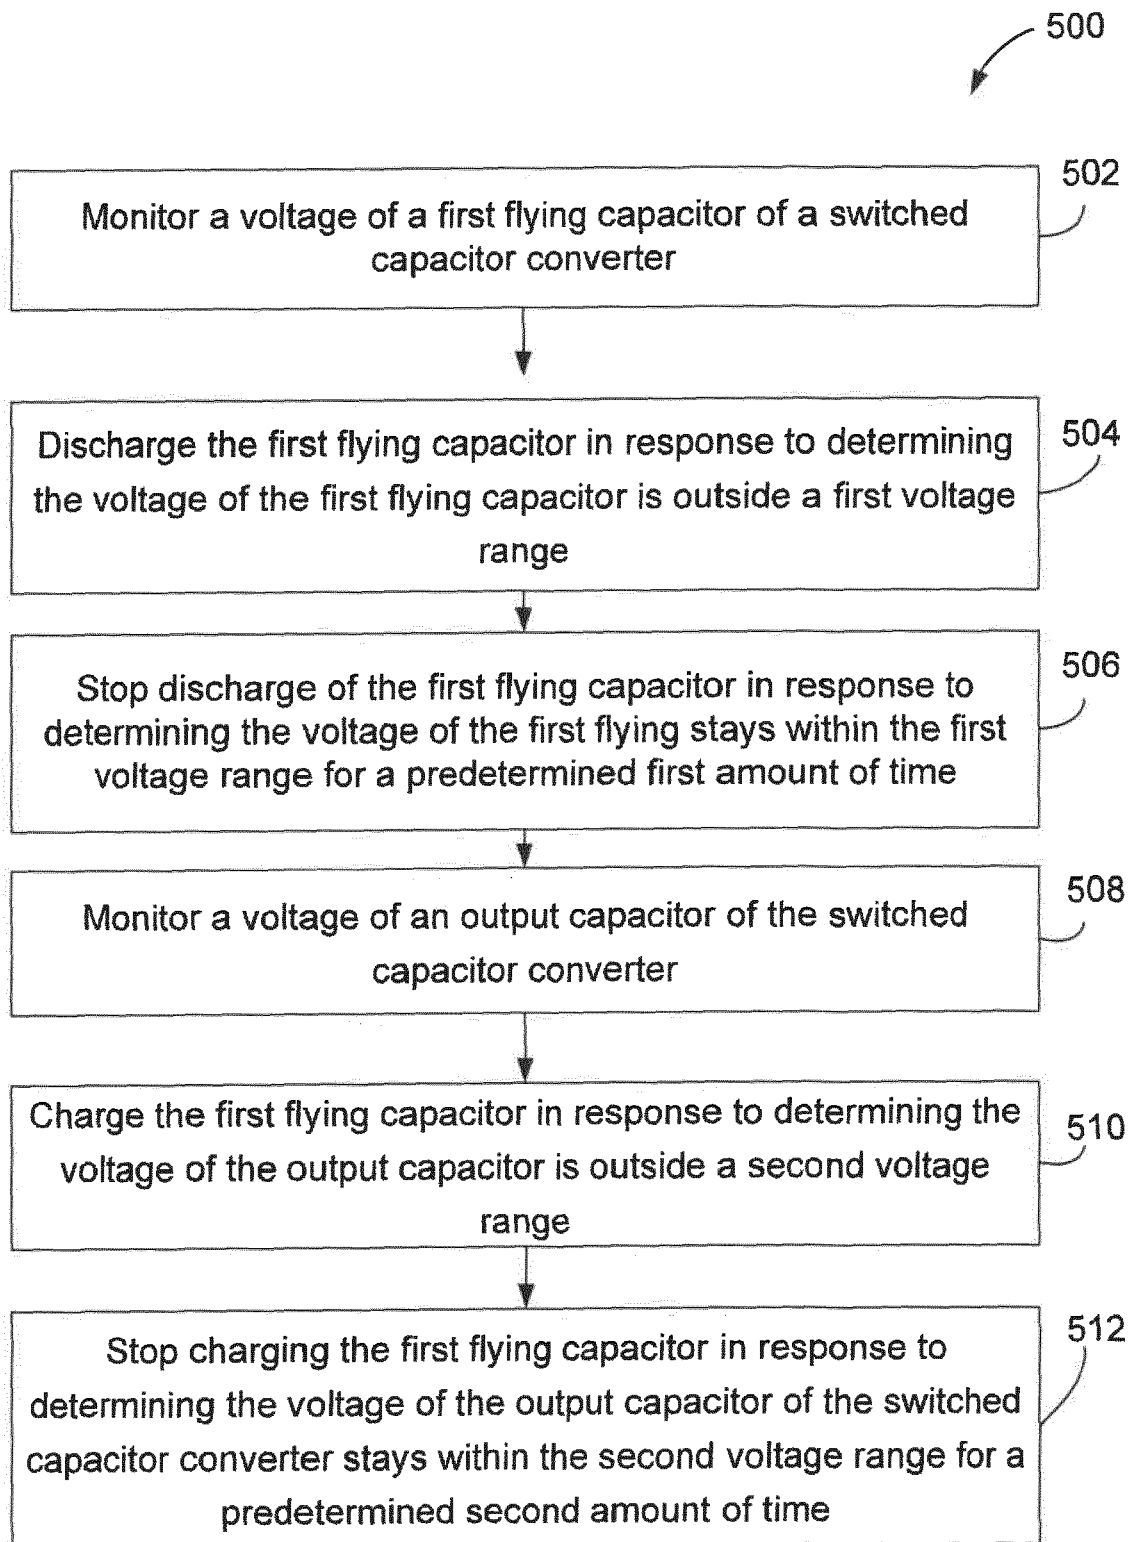 500
502
Monitor a voltage of a first flying capacitor of a switched
capacitor converter
504
Discharge the first flying capacitor in response to determining
the voltage of the first flying capacitor is outside a first voltage
range
506
Stop discharge of the first flying capacitor in response to
determining the voltage of the first flying stays within the first
voltage range for a predetermined first amount of time
508
Monitor a voltage of an output capacitor of the switched
capacitor converter
510
Charge the first flying capacitor in response to determining the
voltage of the output capacitor is outside a second voltage
range
512
Stop charging the first flying capacitor in response to
determining the voltage of the output capacitor of the switched
capacitor converter stays within the second voltage range for a
predetermined second amount of time